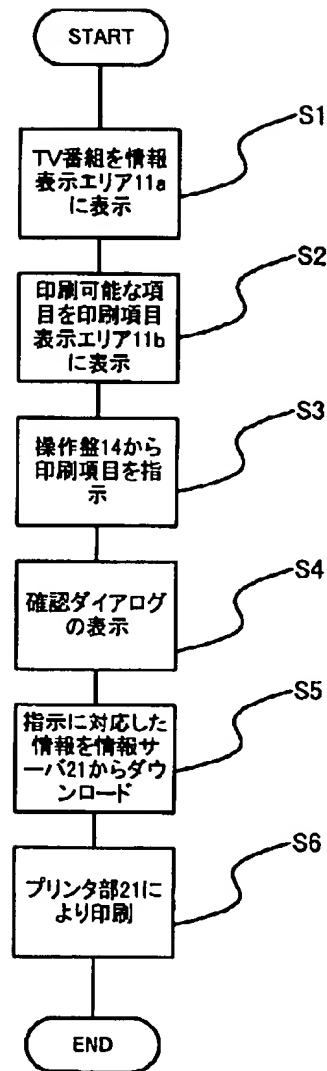 START
TV番組を情報
表示エリア11a
に表示
S1
印刷可能な項
目を印刷項目
表示エリア11b
に表示
S2
操作盤14から
印刷項目を指
示
S3
確認ダイアログ
の表示
S4
指示に対応した
情報を情報サー
バ21からダウ
ンロード
S5
プリンタ部21に
より印刷
S6
END